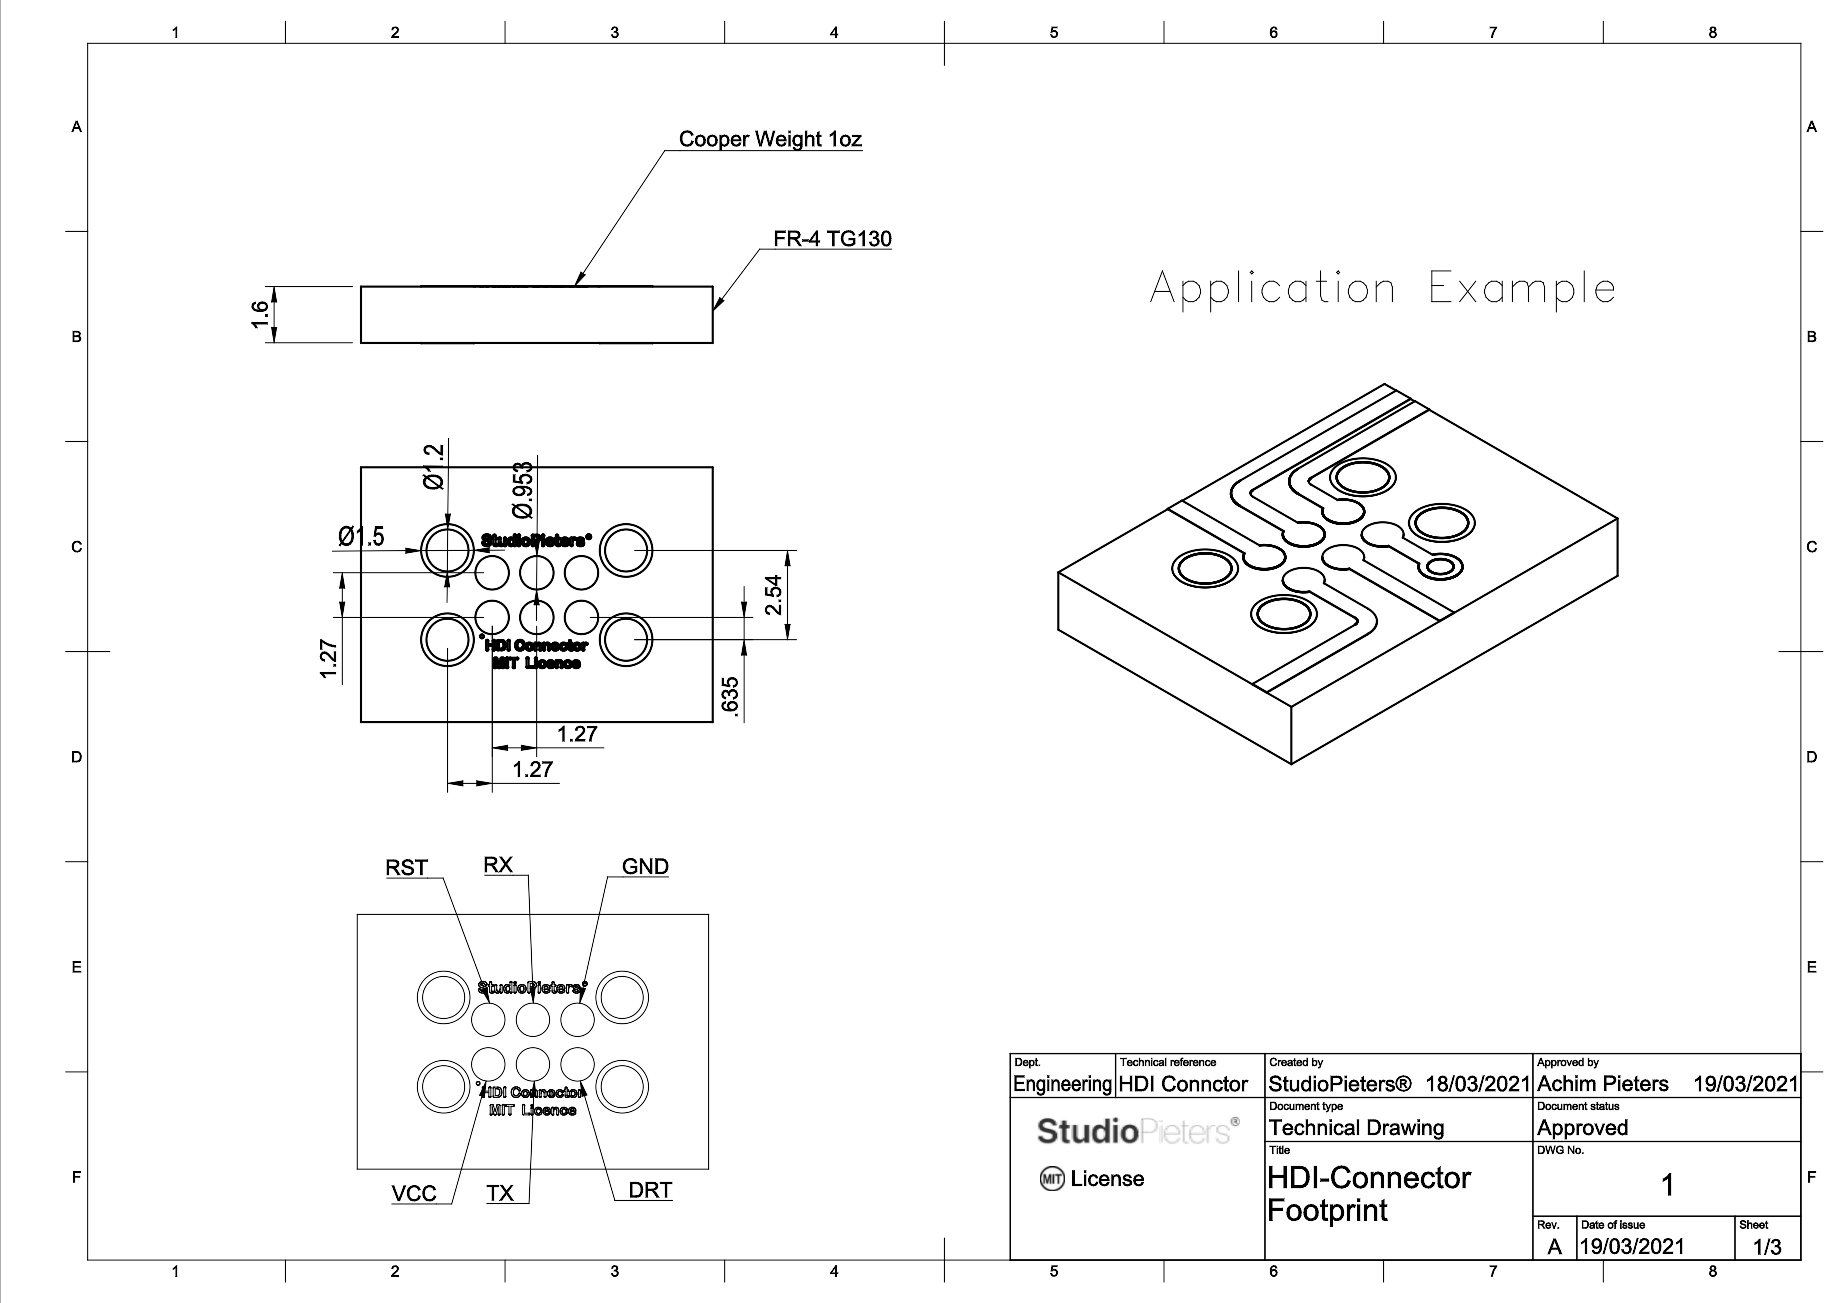 1 2 3 4 5 6 7 8
A A
Cooper Weight 1oz
FR-4 TG130
1.6
Application Example
B B
Ø1.2
Ø.953
Ø1.5
StudioPieters®
C C
2.54
1.27
HDI Connector
MIT Licence
.635
1.27
1.27
D D
RST RX GND
StudioPieters®
E E
HDI Connector
MIT Licence
VCC TX DRT
F F
Dept. Technical reference Created by Approved by
Engineering HDI Connctor StudioPieters® 18/03/2021 Achim Pieters 19/03/2021
StudioPieters®
MIT License
Document type Document status
Technical Drawing Approved
Title DWG No.
HDI-Connector
Footprint
1
Rev. Date of issue Sheet
A 19/03/2021 1/3
1 2 3 4 5 6 7 8